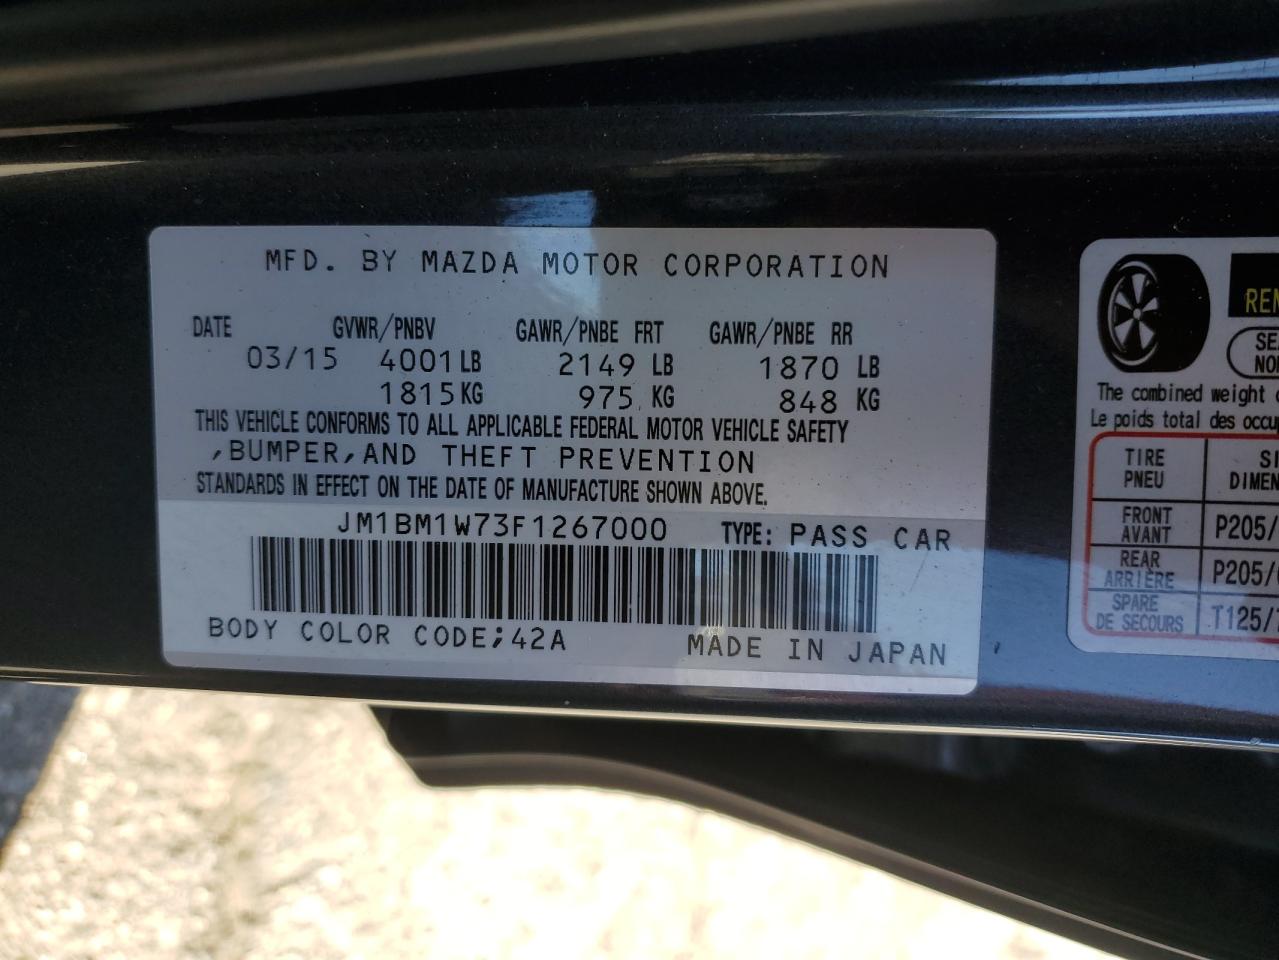 MFD. BY MAZDA MOTOR CORPORATION
DATE GVWR/PNBV GAWR/PNBE FRT GAWR/PNBE RR
03/15 4001LB 2149 LB 1870 LB
1815KG 975 KG 848 KG
THIS VEHICLE CONFORMS TO ALL APPLICABLE FEDERAL MOTOR VEHICLE SAFETY
,BUMPER,AND THEFT PREVENTION
STANDARDS IN EFFECT ON THE DATE OF MANUFACTURE SHOWN ABOVE.
JM1BM1W73F1267000 TYPE: PASS CAR
BODY COLOR CODE;42A MADE IN JAPAN
The combined weight
Le poids total des
TIRE
PNEU
FRONT
AVANT P205/
REAR
ARRIÈRE P205/
SPARE
DE SECOURS T125/